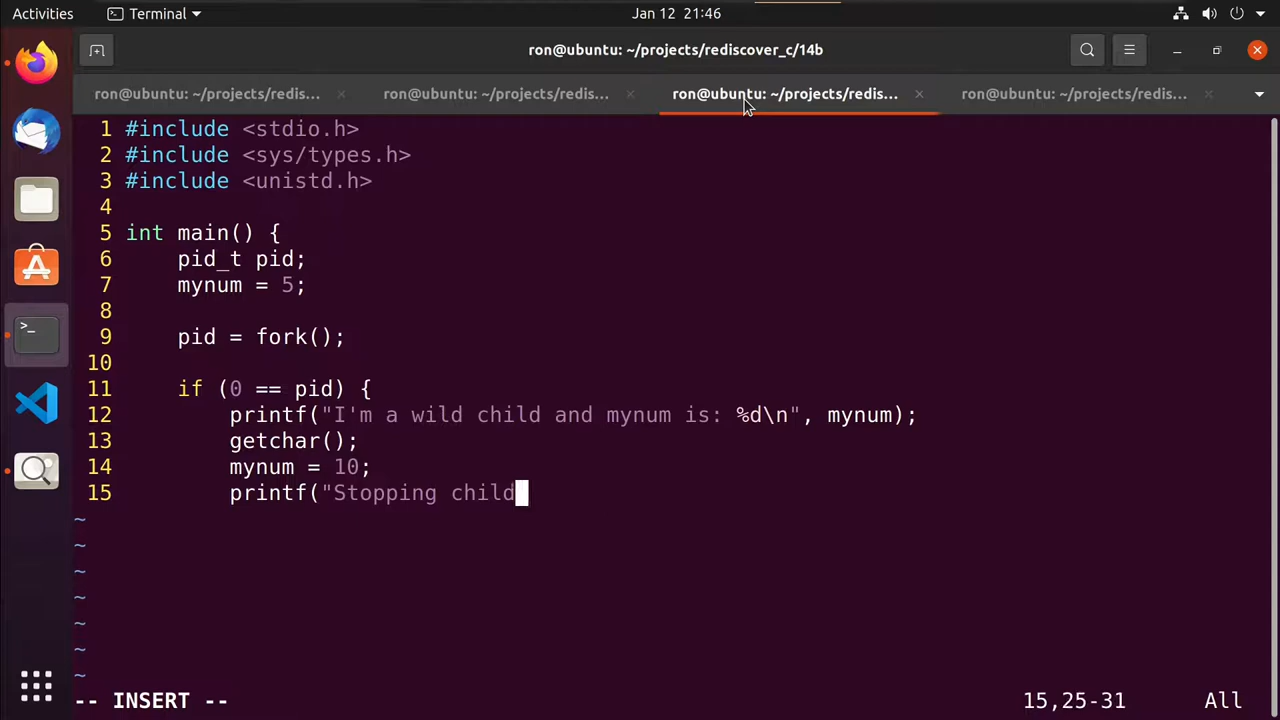 Activities
Terminal
Jan 12 21:46
ron@ubuntu: ~/projects/rediscover_c/14b
ron@ubuntu: ~/projects/redis...
ron@ubuntu: ~/projects/redis...
ron@ubuntu: ~/projects/redis...
ron@ubuntu: ~/projects/redis...
1 #include <stdio.h>
2 #include <sys/types.h>
3 #include <unistd.h>
4
5 int main() {
6     pid_t pid;
7     mynum = 5;
8
9     pid = fork();
10
11     if (0 == pid) {
12         printf("I'm a wild child and mynum is: %d\n", mynum);
13         getchar();
14         mynum = 10;
15         printf("Stopping child
~
~
~
~
~
~
~
-- INSERT --
15,25-31
All